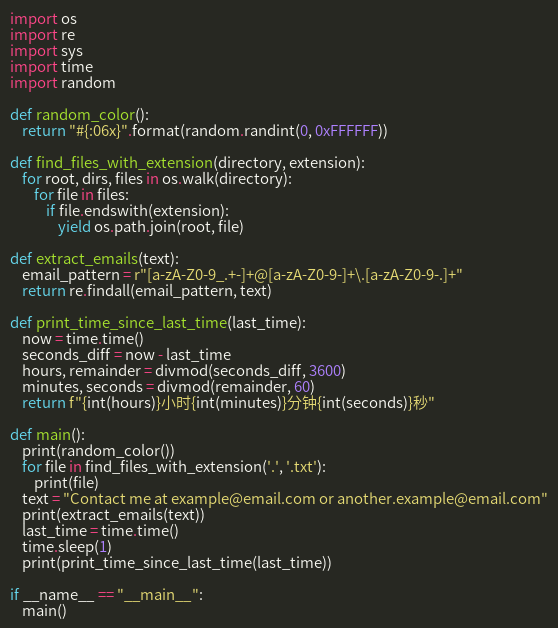 import os
import re
import sys
import time
import random

def random_color():
    return "#{:06x}".format(random.randint(0, 0xFFFFFF))

def find_files_with_extension(directory, extension):
    for root, dirs, files in os.walk(directory):
        for file in files:
            if file.endswith(extension):
                yield os.path.join(root, file)

def extract_emails(text):
    email_pattern = r"[a-zA-Z0-9_.+-]+@[a-zA-Z0-9-]+\.[a-zA-Z0-9-.]+"
    return re.findall(email_pattern, text)

def print_time_since_last_time(last_time):
    now = time.time()
    seconds_diff = now - last_time
    hours, remainder = divmod(seconds_diff, 3600)
    minutes, seconds = divmod(remainder, 60)
    return f"{int(hours)}小时{int(minutes)}分钟{int(seconds)}秒"

def main():
    print(random_color())
    for file in find_files_with_extension('.', '.txt'):
        print(file)
    text = "Contact me at example@email.com or another.example@email.com"
    print(extract_emails(text))
    last_time = time.time()
    time.sleep(1)
    print(print_time_since_last_time(last_time))

if __name__ == "__main__":
    main()